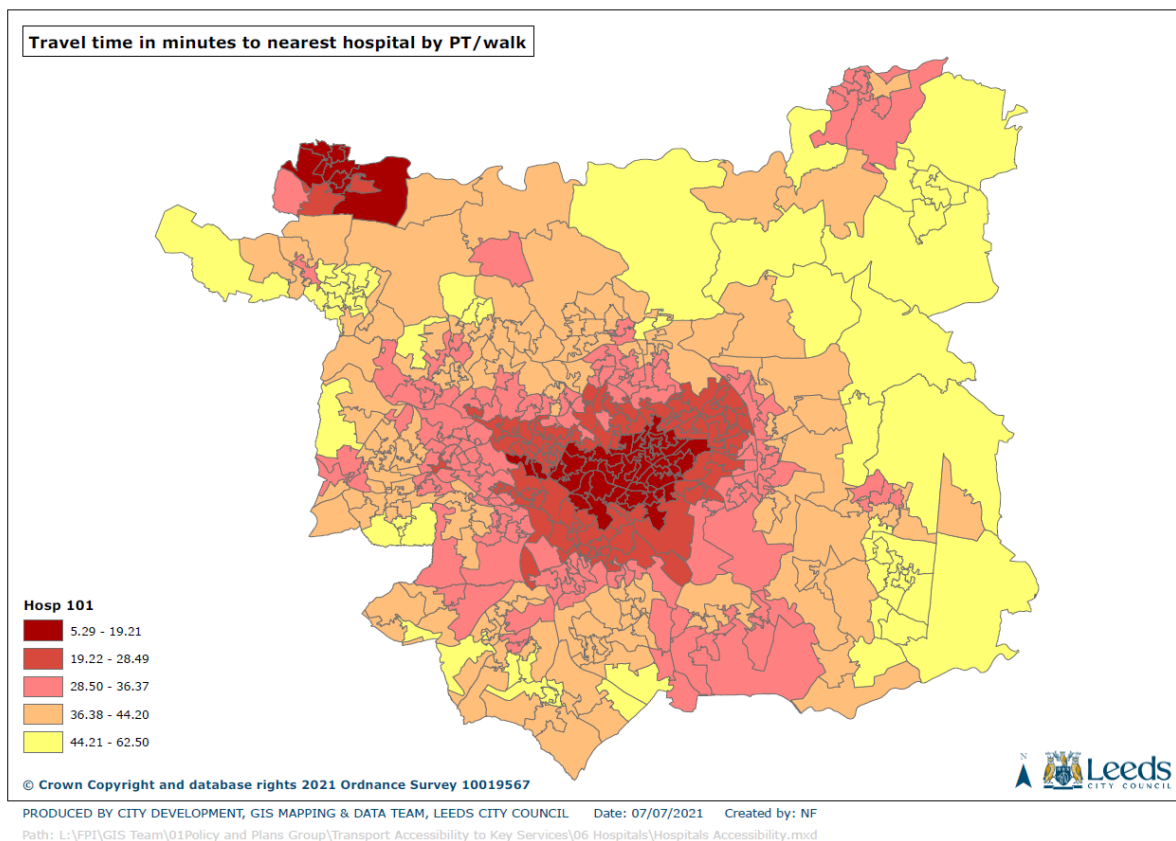 Travel time in minutes to nearest hospital by PT/walk
Hosp 101
5.29 - 19.21
19.22 - 28.49
28.50 - 36.37
36.38 - 44.20
44.21 - 62.50
© Crown Copyright and database rights 2021 Ordnance Survey 10019567
N
Leeds
CITY COUNCIL
PRODUCED BY CITY DEVELOPMENT, GIS MAPPING & DATA TEAM, LEEDS CITY COUNCIL Date: 07/07/2021 Created by: NF
Path: L:\FPI\GIS Team\01Policy and Plans Group\Transport Accessibility to Key Services\06 Hospitals\Hospitals Accessibility.mxd